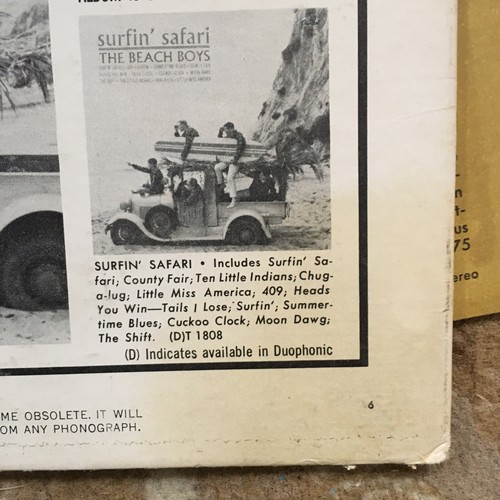 surfin' safari
THE BEACH BOYS
SURFIN' SAFARI • Includes Surfin' Sa-
fari; County Fair; Ten Little Indians; Chug-
a-lug; Little Miss America; 409; Heads
You Win—Tails I Lose; Surfin'; Summer-
time Blues; Cuckoo Clock; Moon Dawg;
The Shift. (D)T 1808
(D) Indicates available in Duophonic
6
ME OBSOLETE. IT WILL
OM ANY PHONOGRAPH.
n
t-
us
75
ereo